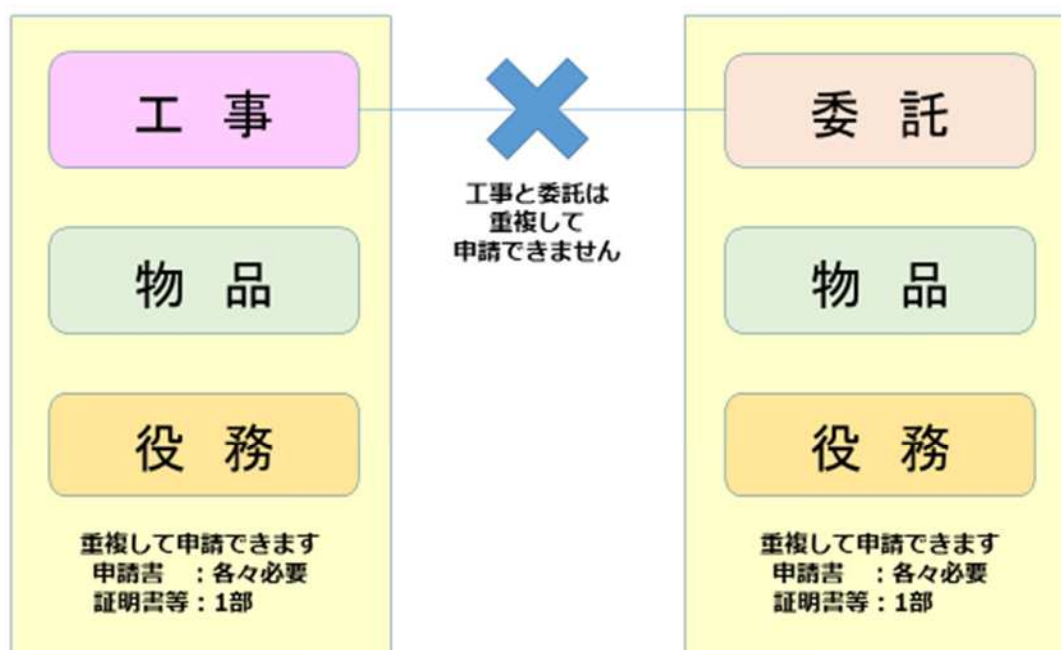 工 事
物 品
役 務
重複して申請できます
申請書　：各々必要
証明書等：1部
工事と委託は
重複して
申請できません
委 託
物 品
役 務
重複して申請できます
申請書　：各々必要
証明書等：1部